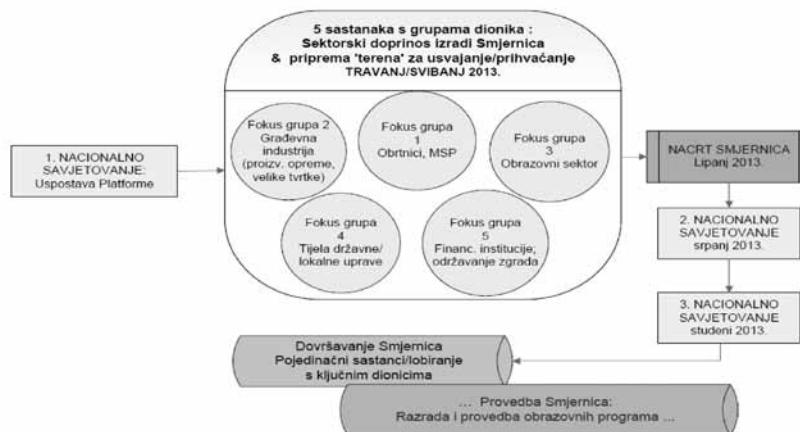 5 sastanaka s grupama dionika :
Sektorski doprinos izradi Smjernica
& priprema 'terena' za usvajanje/prihvaćanje
TRAVANJ/SVIBANJ 2013.
1. NACIONALNO
SAVJETOVANJE:
Uspostava Platforme
Fokus grupa 2
Građevna
industrija
(proizv. opreme,
velike tvrtke)
Fokus grupa
1
Obrtnici, MSP
Fokus grupa
3
Obrazovni sektor
Fokus grupa
4
Tijela državne/
lokalne uprave
Fokus grupa
5
Financ. institucije;
održavanje zgrada
NACRT SMJERNICA
Lipanj 2013.
2. NACIONALNO
SAVJETOVANJE
srpanj 2013.
3. NACIONALNO
SAVJETOVANJE
studeni 2013.
Dovršavanje Smjernica
Pojedinačni sastanci/lobiranje
s ključnim dionicima
... Provedba Smjernica:
Razrada i provedba obrazovnih programa ...